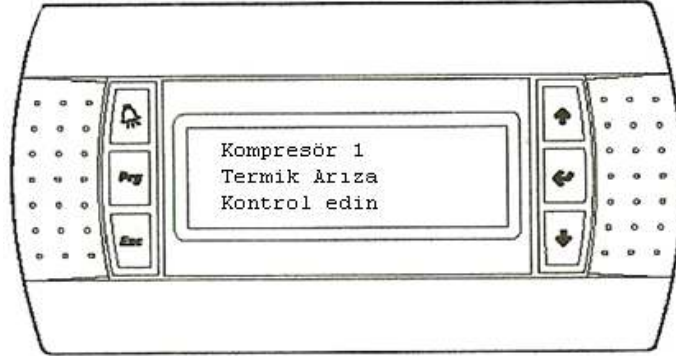 Kompresör 1
Termik Arıza
Kontrol edin
Prg
Esc